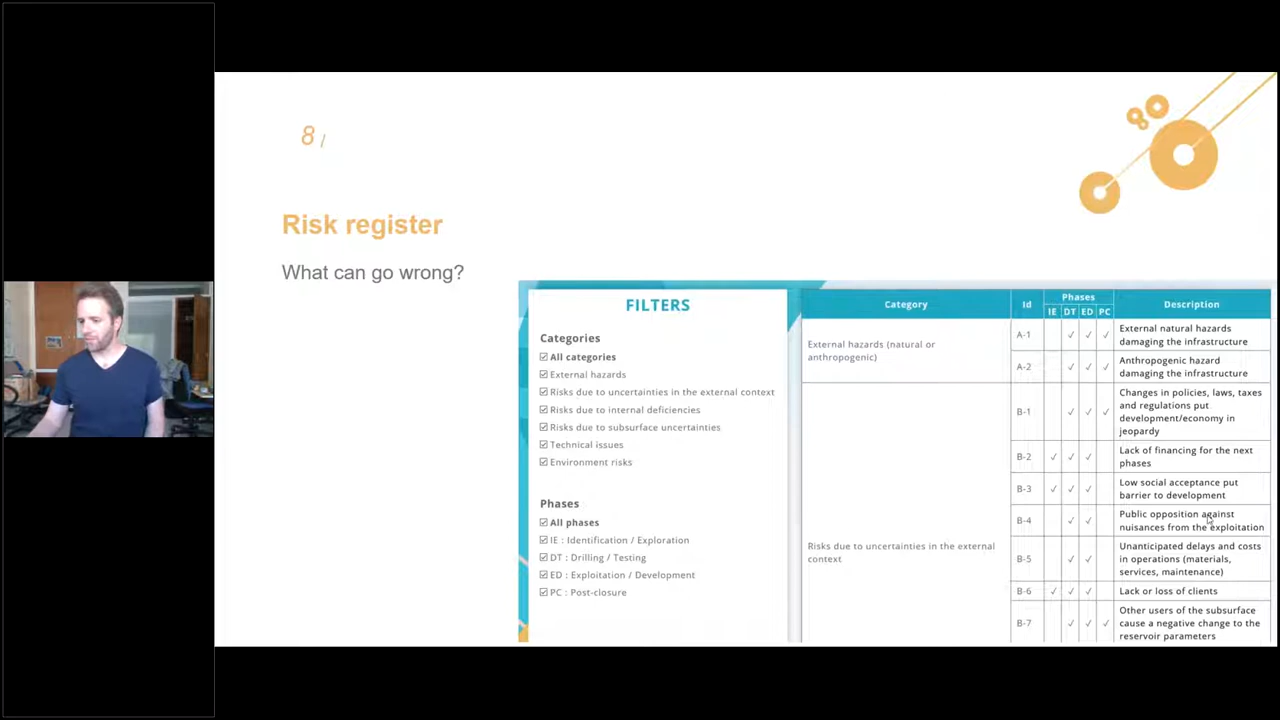 8 /
Risk register
What can go wrong?
FILTERS
Categories
All categories
External hazards
Risks due to uncertainties in the external context
Risks due to internal deficiencies
Risks due to subsurface uncertainties
Technical issues
Environment risks
Phases
All phases
IE : Identification / Exploration
DT : Drilling / Testing
ED : Exploitation / Development
PC : Post-closure
Category Id Phases Description
IE DT ED PC
External hazards (natural or
anthropogenic)
A-1 ✓ ✓ ✓ External natural hazards
damaging the infrastructure
A-2 ✓ ✓ ✓ Anthropogenic hazard
damaging the infrastructure
Risks due to uncertainties in the external
context
B-1 ✓ ✓ ✓ Changes in policies, laws, taxes
and regulations put
development/economy in
jeopardy
B-2 ✓ ✓ ✓ Lack of financing for the next
phases
B-3 ✓ ✓ ✓ Low social acceptance put
barrier to development
B-4 ✓ ✓ Public opposition against
nuisances from the exploitation
B-5 ✓ ✓ Unanticipated delays and costs
in operations (materials,
services, maintenance)
B-6 ✓ ✓ ✓ Lack or loss of clients
B-7 ✓ ✓ ✓ Other users of the subsurface
cause a negative change to the
reservoir parameters